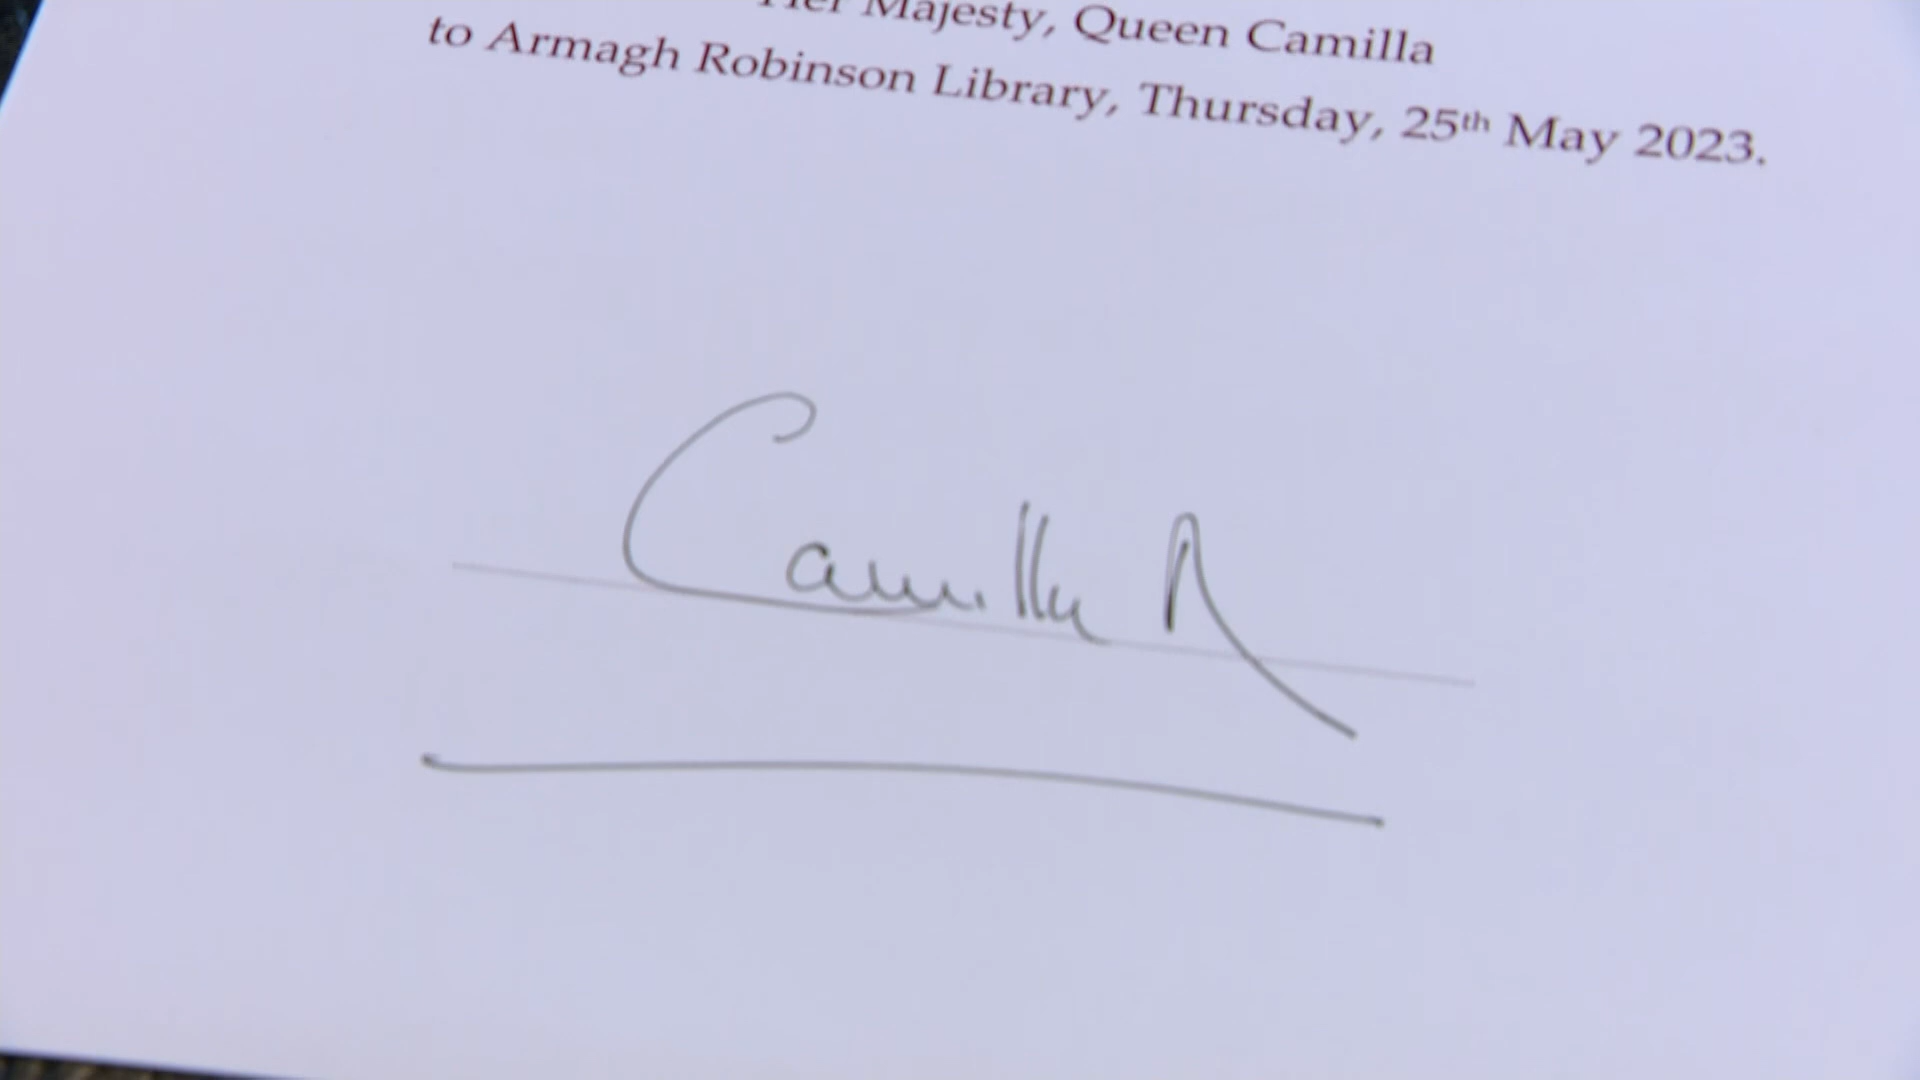 Her Majesty, Queen Camilla
to Armagh Robinson Library, Thursday, 25th May 2023.
Camilla R